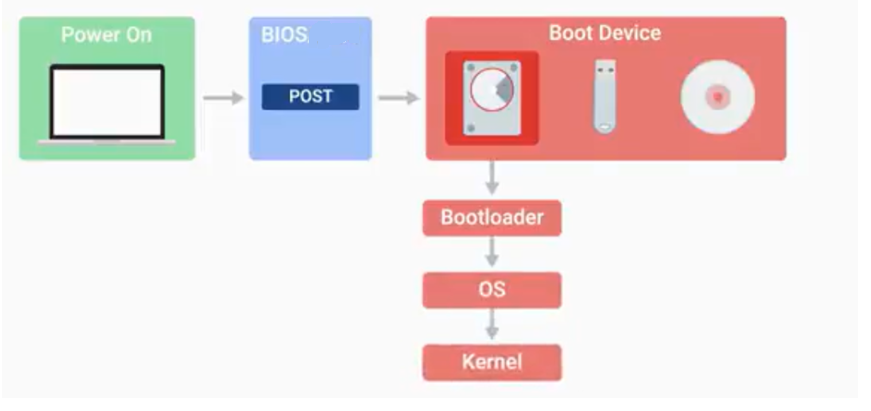 Power On
BIOS
POST
Boot Device
Bootloader
OS
Kernel